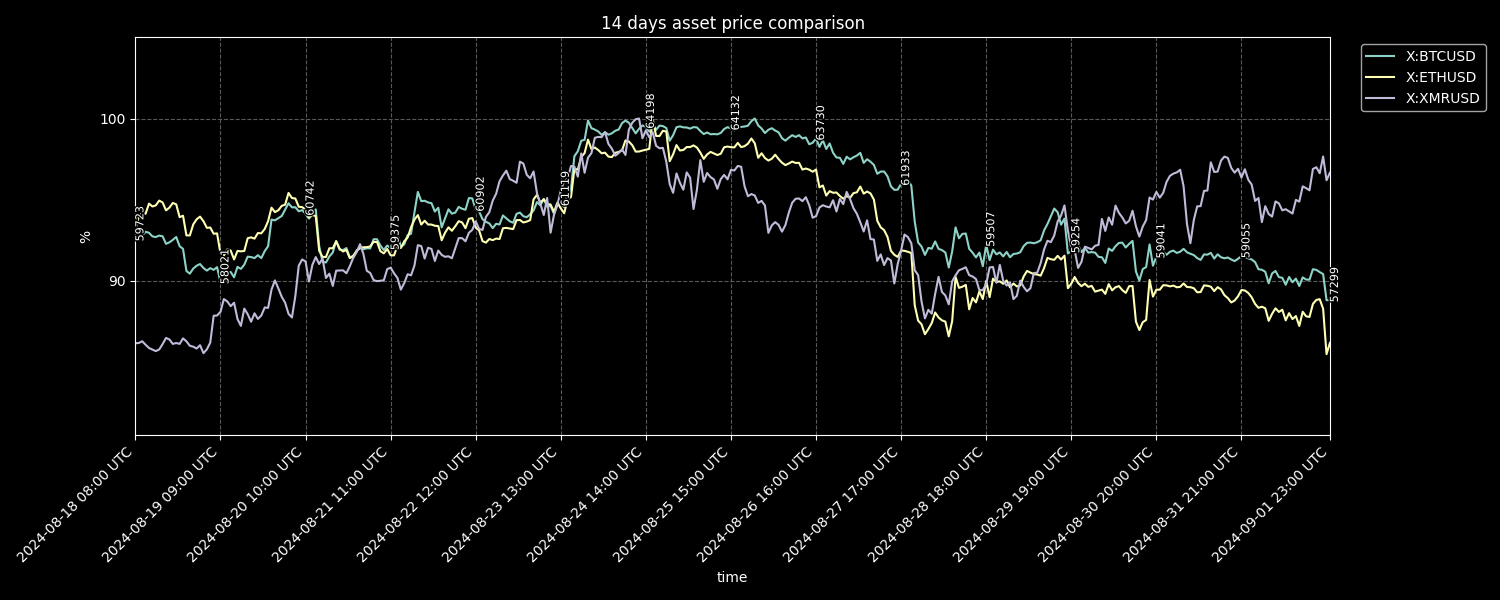 14 days asset price comparison
X:BTCUSD
X:ETHUSD
X:XMRUSD
100
90
%
59723
60742
59375
60902
61119
64198
64132
63730
61933
59507
59254
59041
59055
57299
2024-08-18 08:00 UTC
2024-08-19 09:00 UTC
2024-08-20 10:00 UTC
2024-08-21 11:00 UTC
2024-08-22 12:00 UTC
2024-08-23 13:00 UTC
2024-08-24 14:00 UTC
2024-08-25 15:00 UTC
2024-08-26 16:00 UTC
2024-08-27 17:00 UTC
2024-08-28 18:00 UTC
2024-08-29 19:00 UTC
2024-08-30 20:00 UTC
2024-08-31 21:00 UTC
2024-09-01 23:00 UTC
time